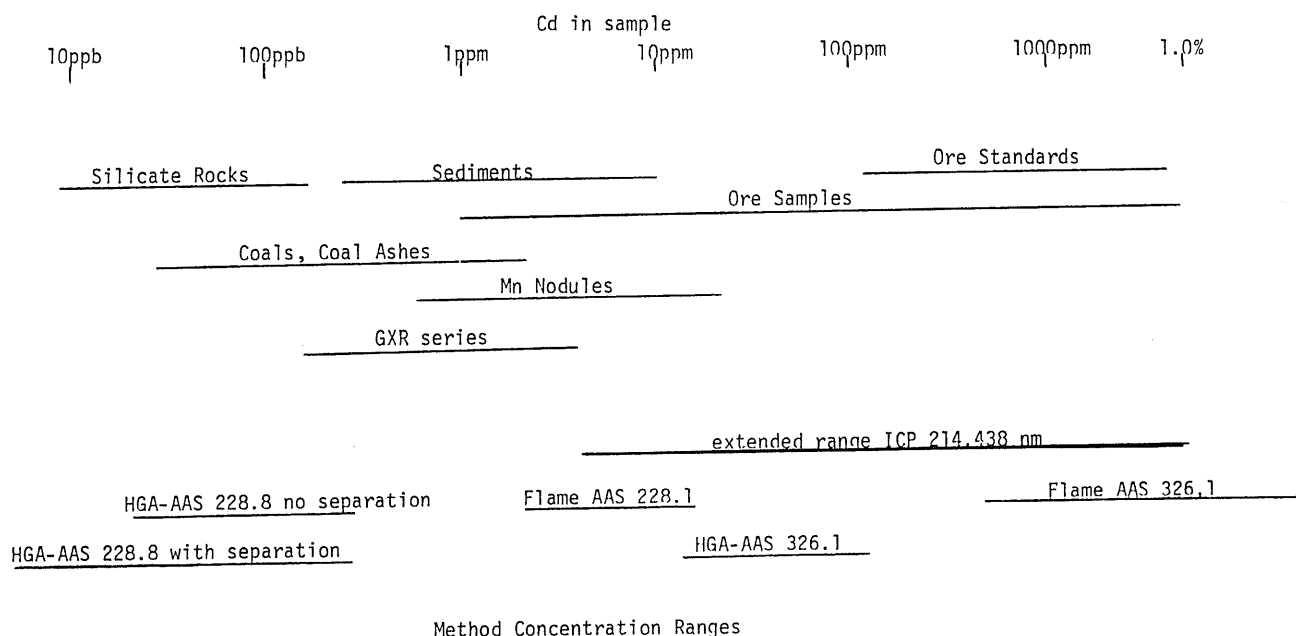 Cd in sample
10ppb 100ppb 1ppm 10ppm 100ppm 1000ppm 1.0%
Silicate Rocks Sediments Ore Standards
Ore Samples
Coals, Coal Ashes
Mn Nodules
GXR series
extended range ICP 214.438 nm
HGA-AAS 228.8 no separation Flame AAS 228.1 Flame AAS 326.1
HGA-AAS 228.8 with separation HGA-AAS 326.1
Method Concentration Ranges